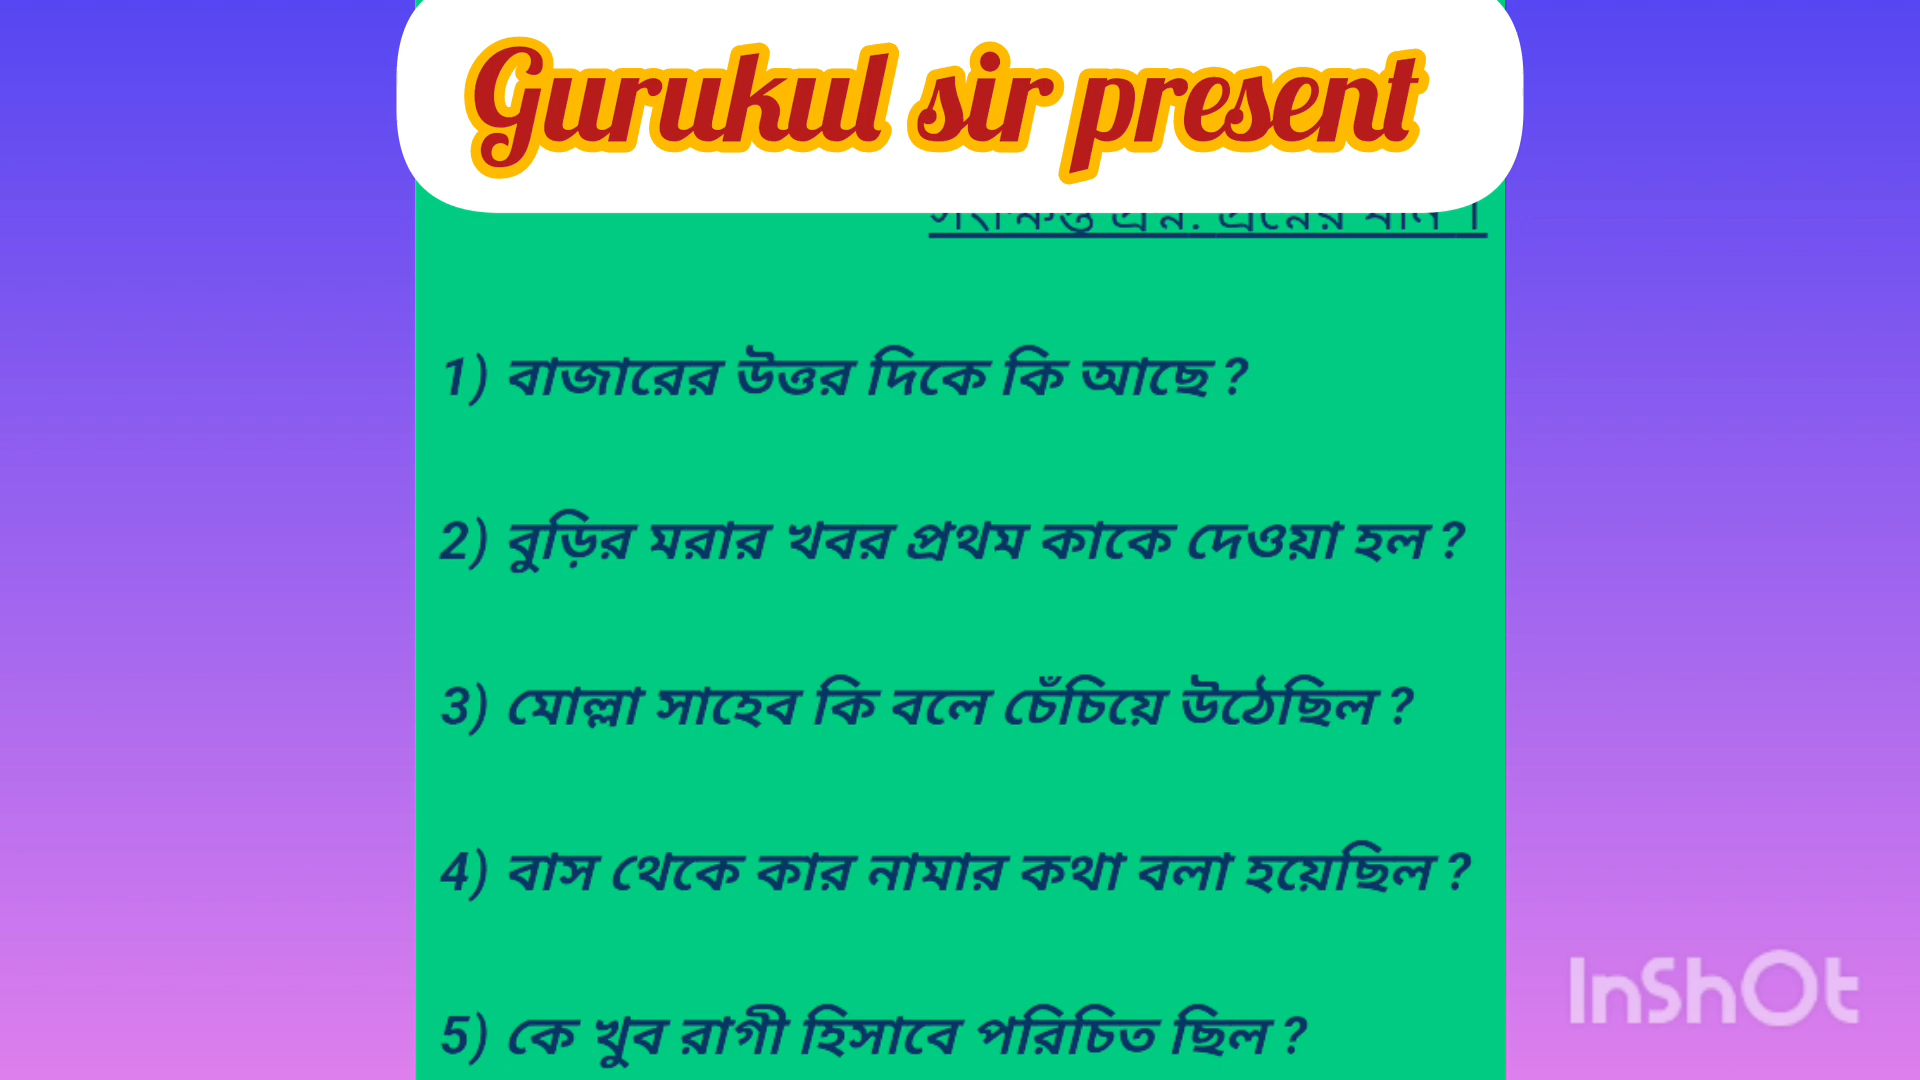 Gurukul sir present
1) বাজারের উত্তর দিকে কি আছে ?
2) বুড়ির মরার খবর প্রথম কাকে দেওয়া হল ?
3) মোল্লা সাহেব কি বলে চেঁচিয়ে উঠেছিল ?
4) বাস থেকে কার নামার কথা বলা হয়েছিল ?
5) কে খুব রাগী হিসাবে পরিচিত ছিল ?
InShOt